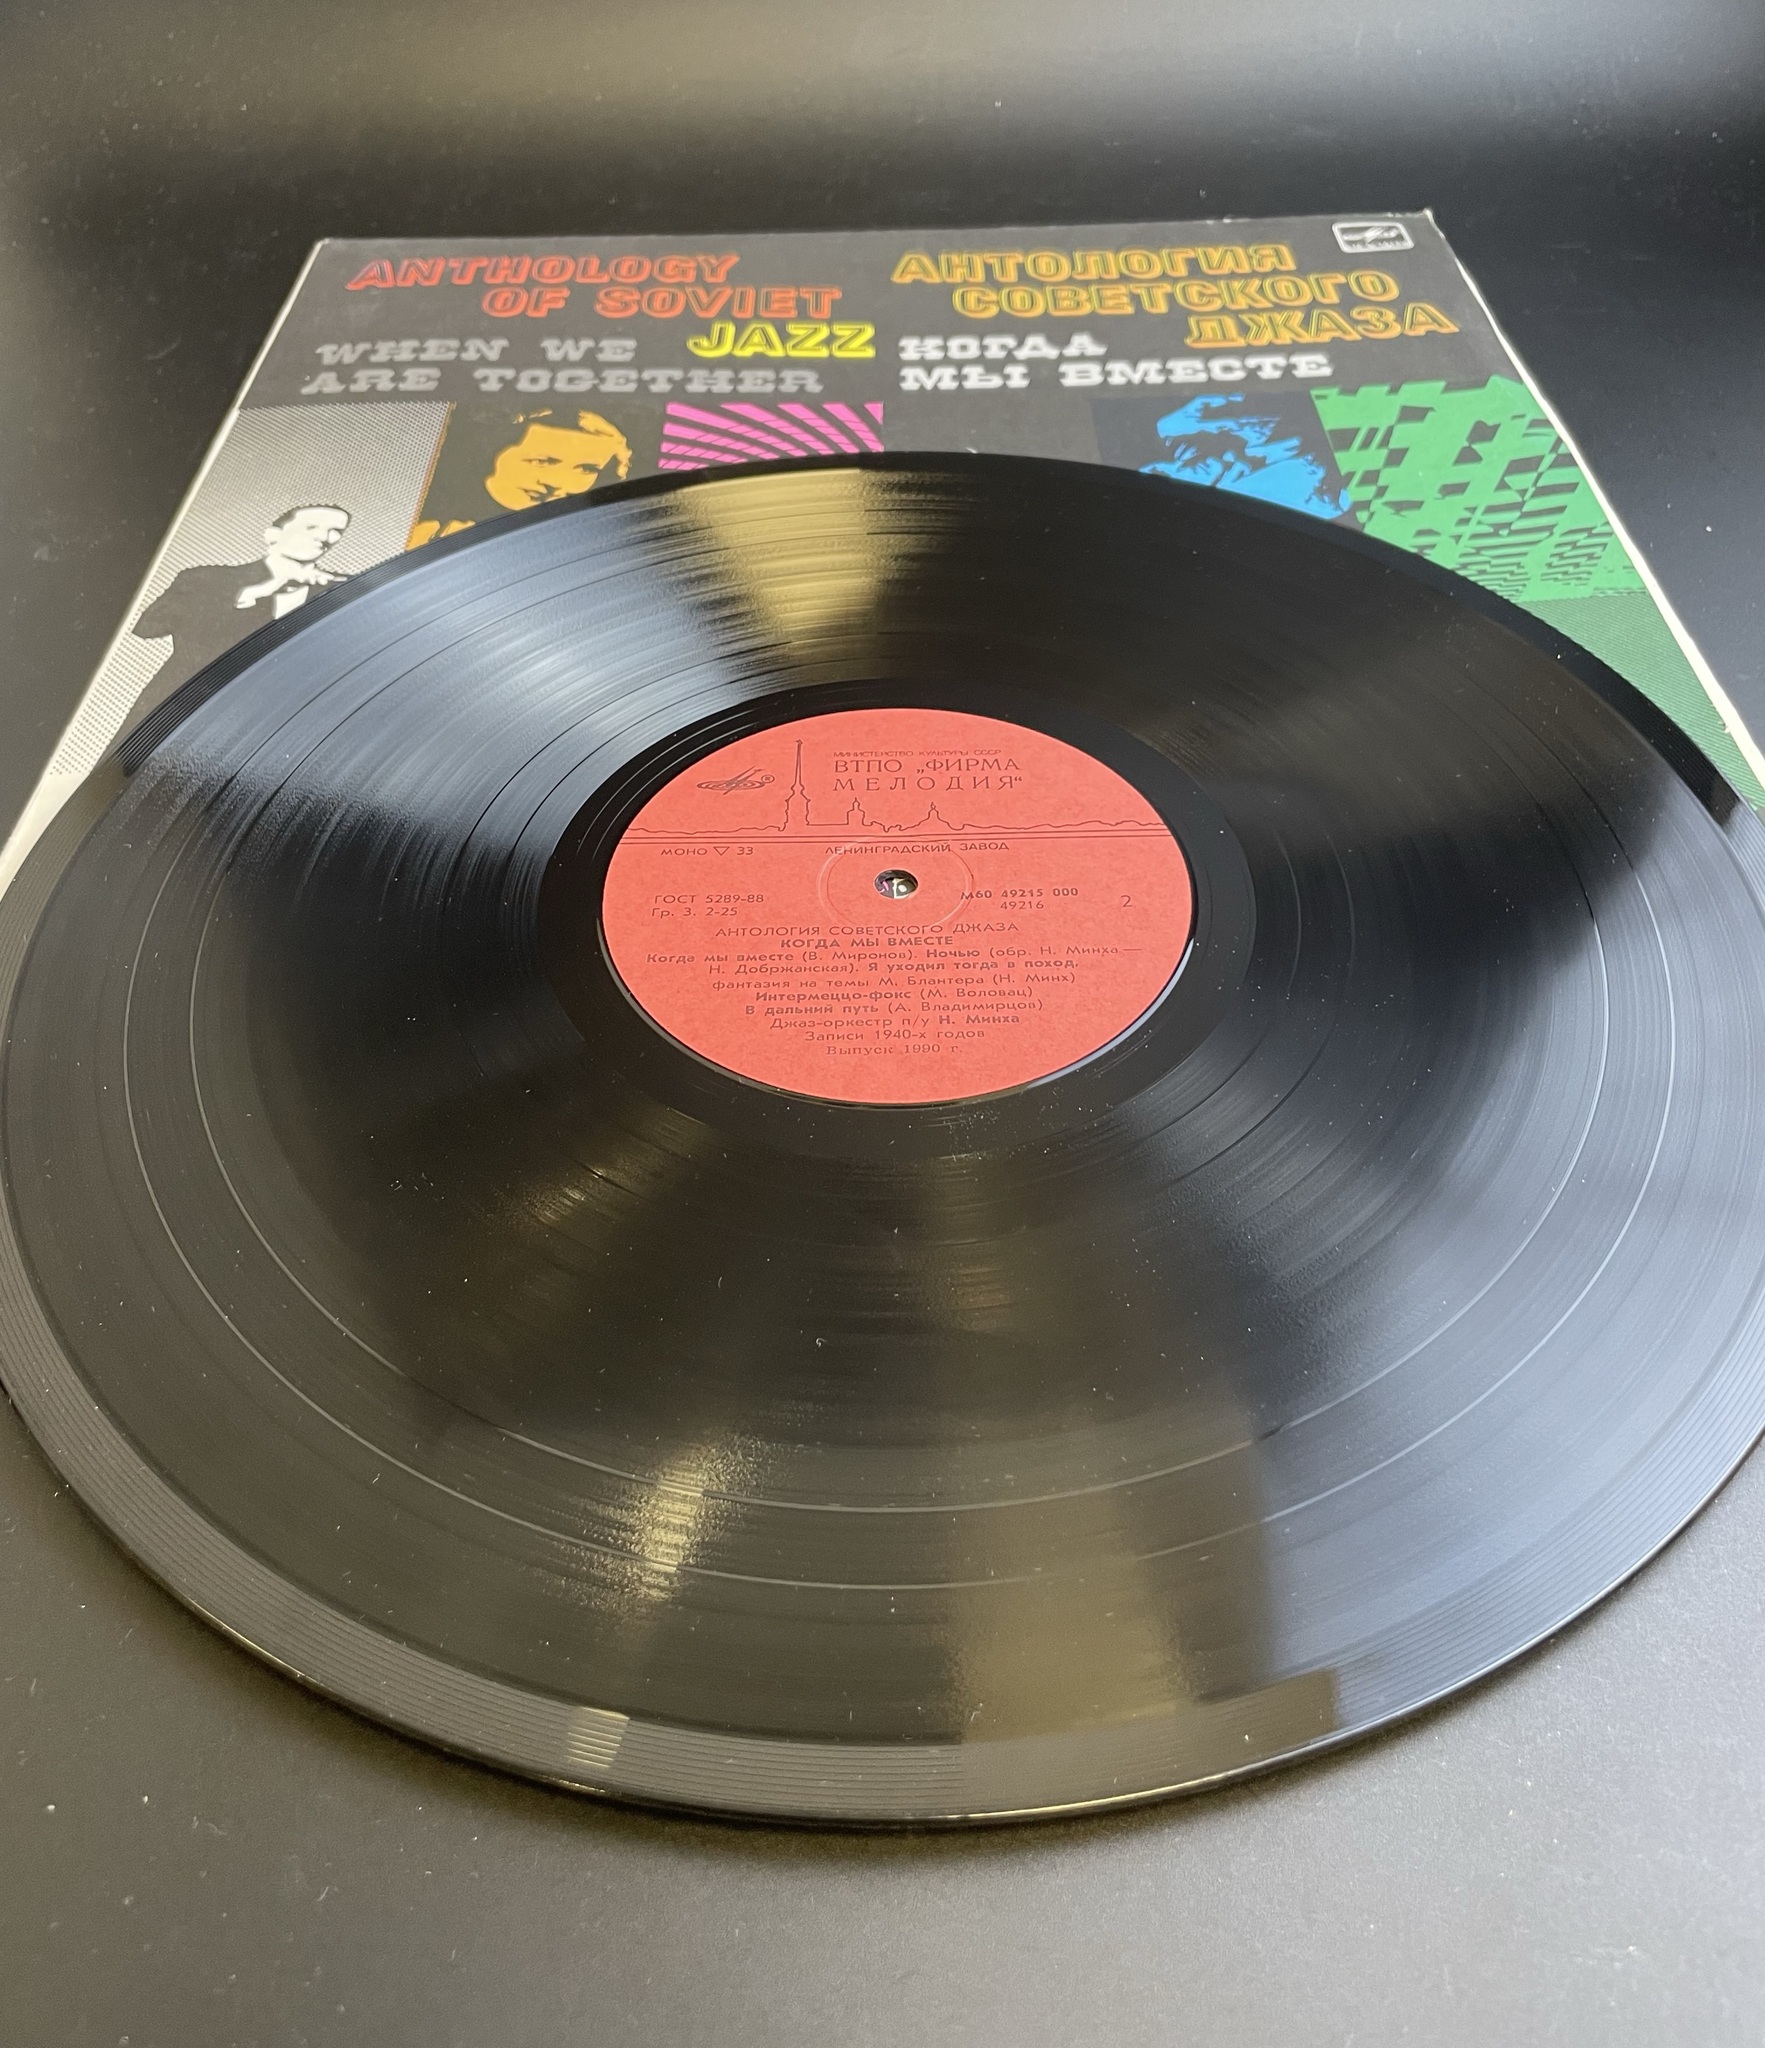 ANTHOLOGY
OF SOVIET
JAZZ
WHEN WE
ARE TOGETHER
АНТОЛОГИЯ
СОВЕТСКОГО
ДЖАЗА
КОГДА
МЫ ВМЕСТЕ
МИНИСТЕРСТВО КУЛЬТУРЫ СССР
ВТПО „ФИРМА
МЕЛОДИЯ“
МОНО ▽ 33
ЛЕНИНГРАДСКИЙ ЗАВОД
ГОСТ 5289-88
Гр. 3. 2-25
М60 49215 000
49216
2
АНТОЛОГИЯ СОВЕТСКОГО ДЖАЗА
КОГДА МЫ ВМЕСТЕ
Когда мы вместе (В. Миронов). Ночью (обр. Н. Минха —
Н. Добржанская). Я уходил тогда в поход,
фантазия на темы М. Блантера (Н. Минх)
Интермеццо-фокс (М. Воловац)
В дальний путь (А. Владимирцов)
Джаз-оркестр п/у Н. Минха
Записи 1940-х годов
Выпуск 1990 г.